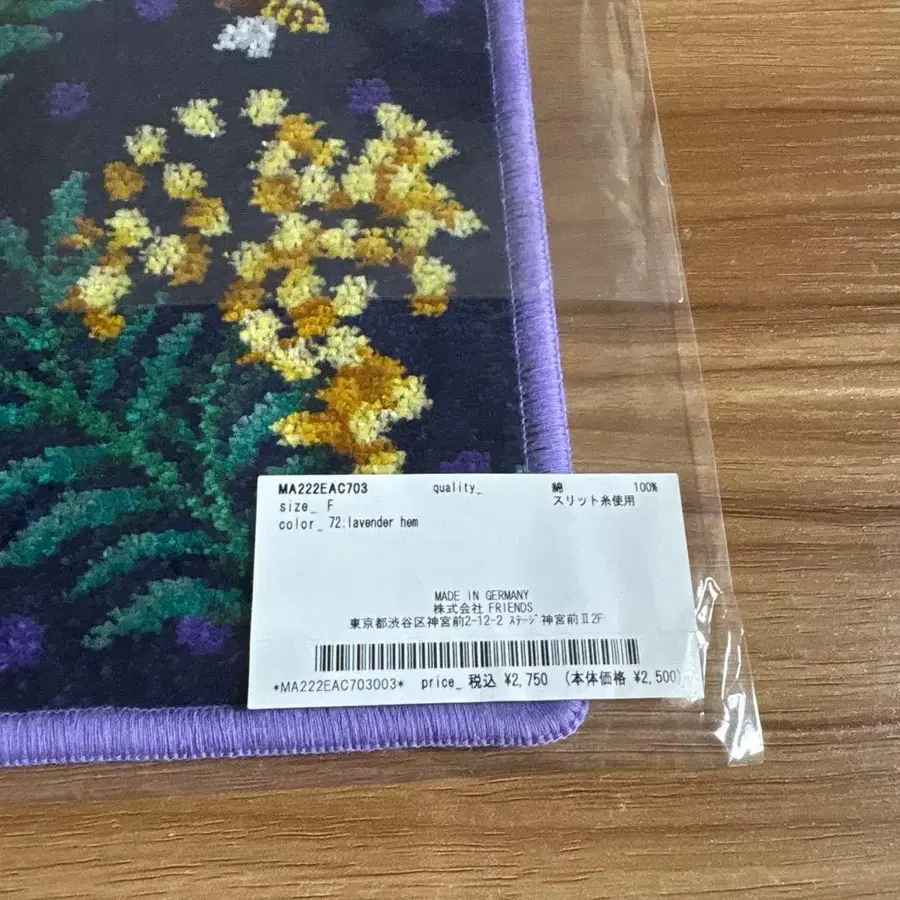 MA222EAC703 quality_ 綿 100%
size_ F スリット糸使用
color_ 72:lavender hem
MADE IN GERMANY
株式会社 FRIENDS
東京都渋谷区神宮前2-12-2 ｽﾃｰｼﾞ神宮前Ⅱ2F
*MA222EAC703003* price_ 税込 ¥2,750 (本体価格 ¥2,500)